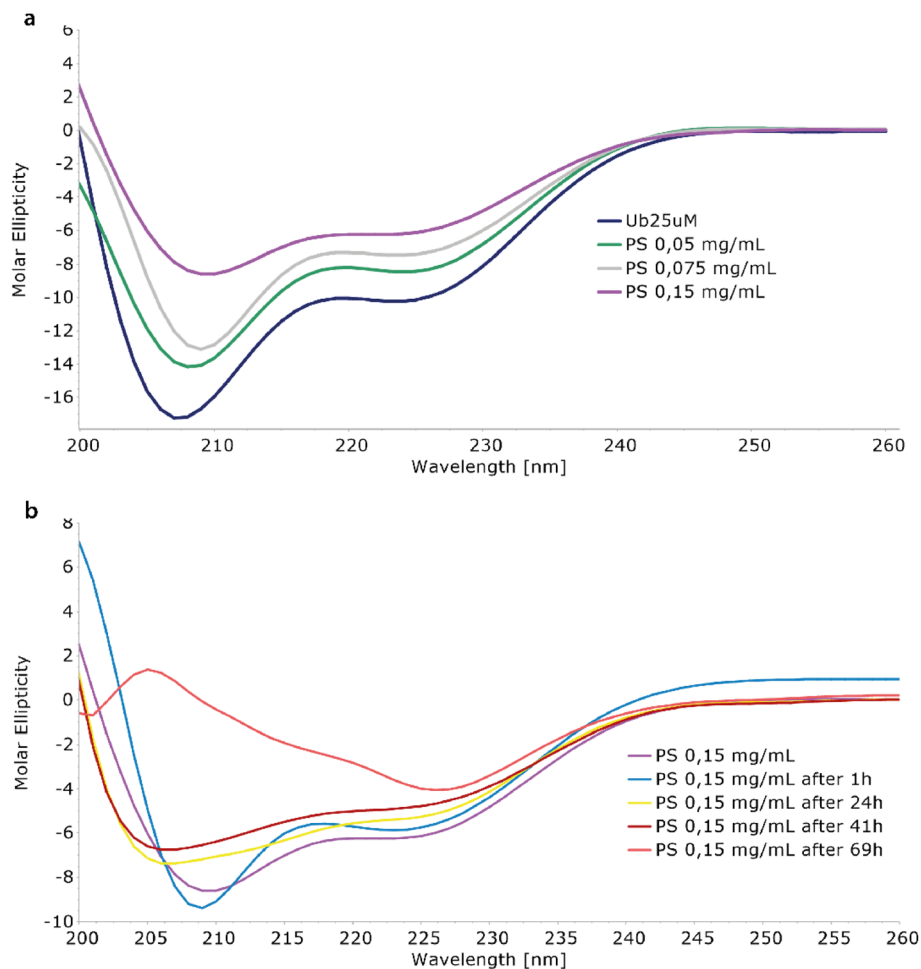 a
6
4
2
0
-2
-4
-6
-8
-10
-12
-14
-16
Molar Ellipticity
Ub25uM
PS 0,05 mg/mL
PS 0,075 mg/mL
PS 0,15 mg/mL
200 210 220 230 240 250 260
Wavelength [nm]
b
8
6
4
2
0
-2
-4
-6
-8
-10
Molar Ellipticity
PS 0,15 mg/mL
PS 0,15 mg/mL after 1h
PS 0,15 mg/mL after 24h
PS 0,15 mg/mL after 41h
PS 0,15 mg/mL after 69h
200 205 210 215 220 225 230 235 240 245 250 255 260
Wavelength [nm]